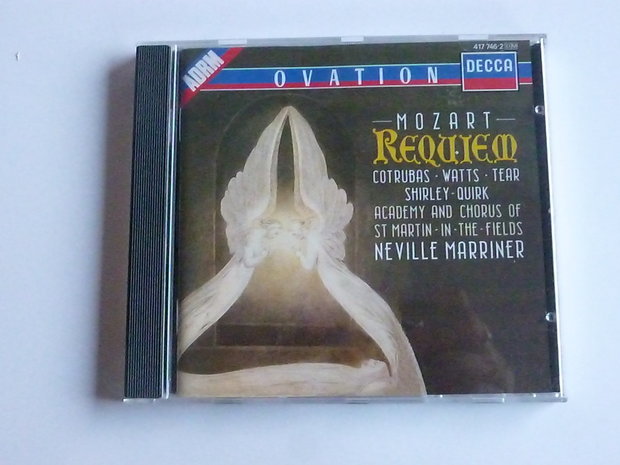 417 746-2
ADRM
OVATION
DECCA
MOZART
REQUIEM
COTRUBAS · WATTS · TEAR
SHIRLEY-QUIRK
ACADEMY AND CHORUS OF
ST MARTIN-IN-THE-FIELDS
NEVILLE MARRINER